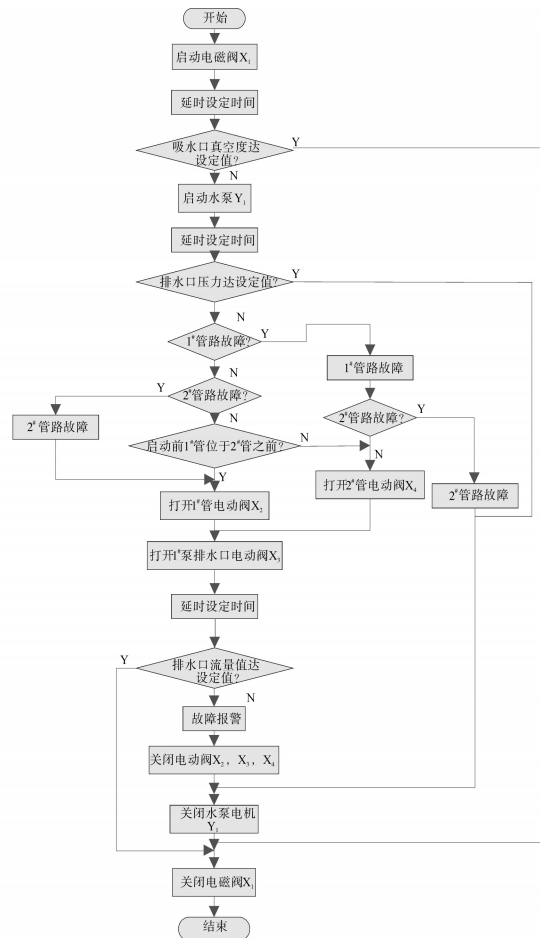 开始
启动电磁阀X₁
延时设定时间
吸水口真空度达
设定值?
Y
N
启动水泵Y₁
延时设定时间
排水口压力达设定值?
Y
N
1#管路故障?
Y
1#管路故障
N
Y
2#管路故障?
2#管路故障?
Y
2#管路故障
N
启动前1#管位于2#管之前?
N
N
Y
打开2#管电动阀X₄
2#管路故障
打开1#管电动阀X₂
打开1#泵排水口电动阀X₃
延时设定时间
Y
排水口流量值达
设定值?
N
故障报警
关闭电动阀X₂，X₃，X₄
关闭水泵电机
Y₁
关闭电磁阀X₁
结束